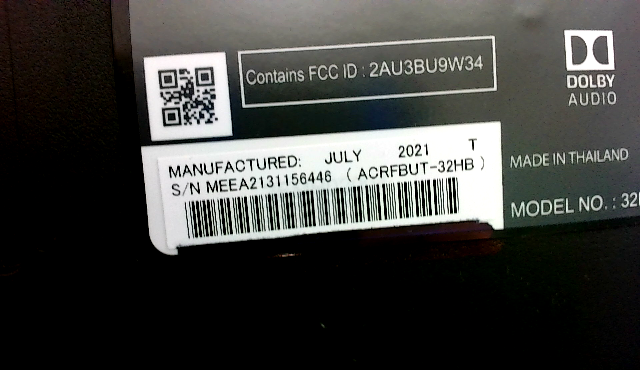 Contains FCC ID : 2AU3BU9W34
DOLBY
AUDIO
MANUFACTURED: JULY 2021 T
S/N MEEA2131156446 ( ACRFBUT-32HB )
MADE IN THAILAND
MODEL NO. : 32